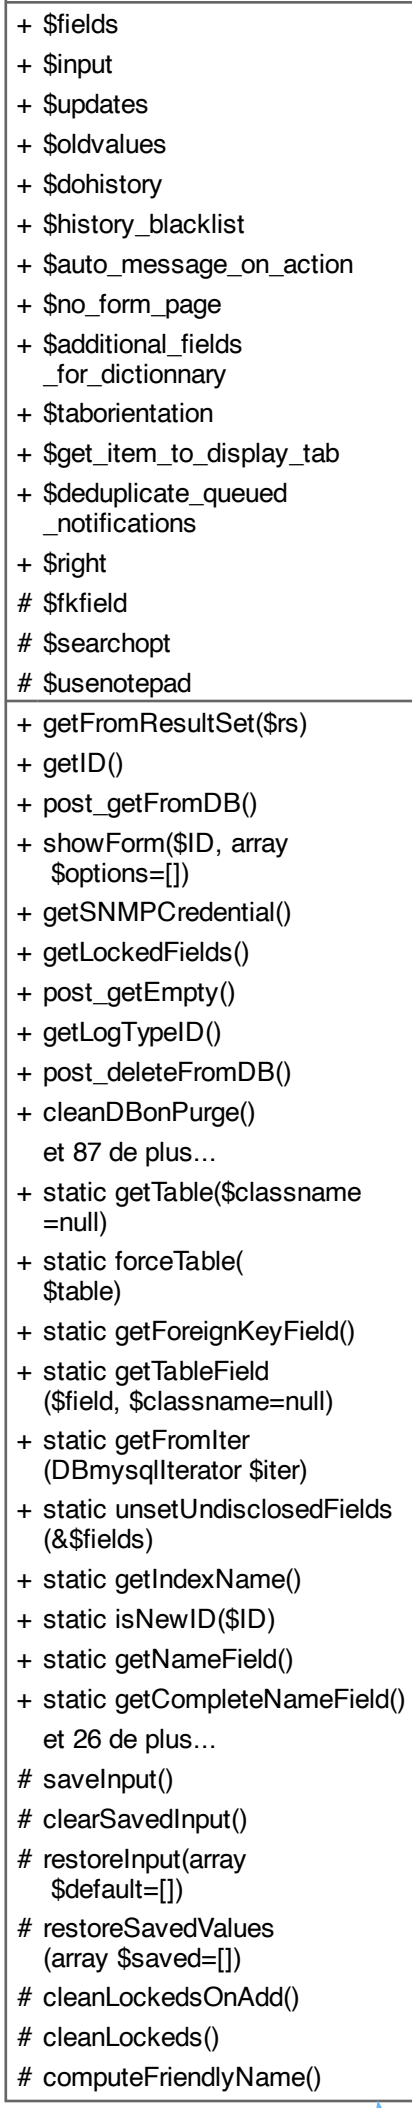 + $fields
+ $input
+ $updates
+ $oldvalues
+ $dohistory
+ $history_blacklist
+ $auto_message_on_action
+ $no_form_page
+ $additional_fields
_for_dictionnary
+ $taborientation
+ $get_item_to_display_tab
+ $deduplicate_queued
_notifications
+ $right
# $fkfield
# $searchopt
# $usenotepad
+ getFromResultSet($rs)
+ getID()
+ post_getFromDB()
+ showForm($ID, array
$options=[])
+ getSNMPCredential()
+ getLockedFields()
+ post_getEmpty()
+ getLogTypeID()
+ post_deleteFromDB()
+ cleanDBonPurge()
et 87 de plus...
+ static getTable($classname
=null)
+ static forceTable(
$table)
+ static getForeignKeyField()
+ static getTableField
($field, $classname=null)
+ static getFromIter
(DBmysqlIterator $iter)
+ static unsetUndisclosedFields
(&$fields)
+ static getIndexName()
+ static isNewID($ID)
+ static getNameField()
+ static getCompleteNameField()
et 26 de plus...
# saveInput()
# clearSavedInput()
# restoreInput(array
$default=[])
# restoreSavedValues
(array $saved=[])
# cleanLockedsOnAdd()
# cleanLockeds()
# computeFriendlyName()